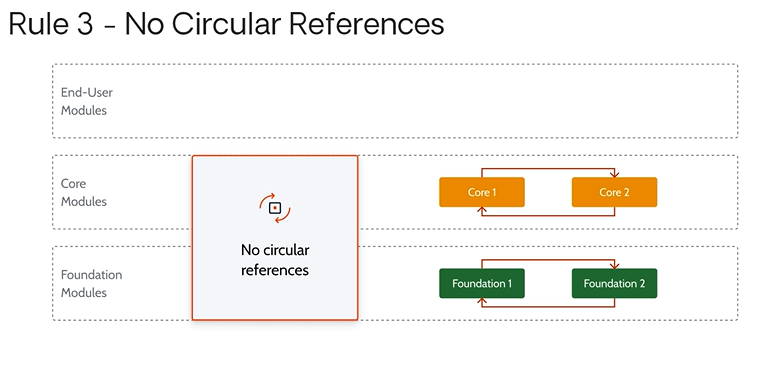 Rule 3 - No Circular References
End-User
Modules
Core
Modules
No circular
references
Core 1
Core 2
Foundation
Modules
Foundation 1
Foundation 2